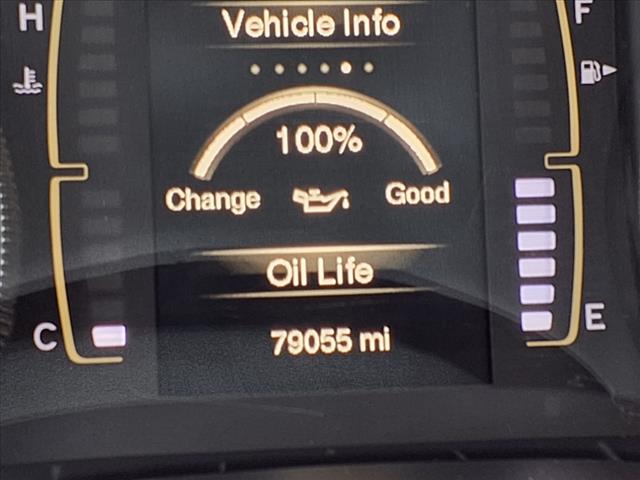 H
Vehicle Info
F
100%
Change
Good
Oil Life
C
E
79055 mi